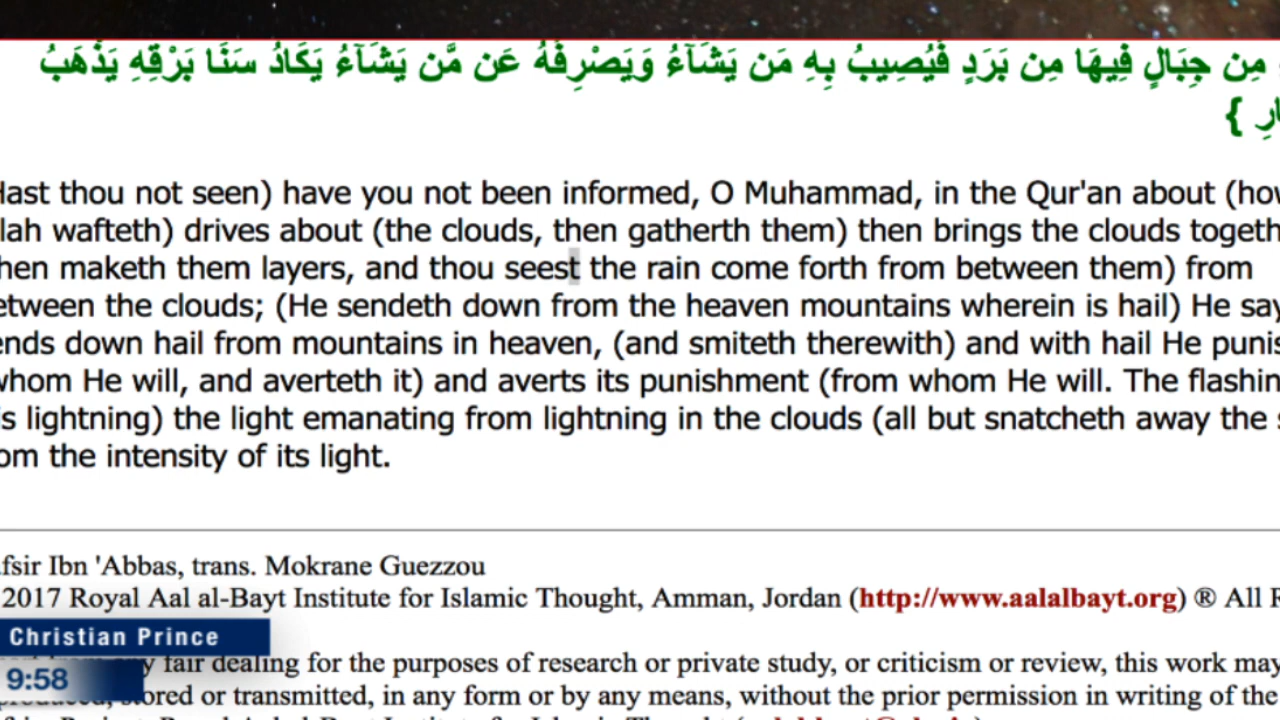 مِن جِبَالٍ فِيهَا مِن بَرَدٍ فَيُصِيبُ بِهِ مَن يَشَآءُ وَيَصْرِفُهُ عَن مَّن يَشَآءُ يَكَادُ سَنَا بَرْقِهِ يَذْهَبُ
ارِ }
Hast thou not seen) have you not been informed, O Muhammad, in the Qur'an about (how
lah wafteth) drives about (the clouds, then gatherth them) then brings the clouds togeth
hen maketh them layers, and thou seest the rain come forth from between them) from
etween the clouds; (He sendeth down from the heaven mountains wherein is hail) He say
ends down hail from mountains in heaven, (and smiteth therewith) and with hail He punis
whom He will, and averteth it) and averts its punishment (from whom He will. The flashin
is lightning) the light emanating from lightning in the clouds (all but snatcheth away the s
om the intensity of its light.
fsir Ibn 'Abbas, trans. Mokrane Guezzou
2017 Royal Aal al-Bayt Institute for Islamic Thought, Amman, Jordan (http://www.aalalbayt.org) ® All R
Christian Prince
y fair dealing for the purposes of research or private study, or criticism or review, this work may
9:58
ored or transmitted, in any form or by any means, without the prior permission in writing of the